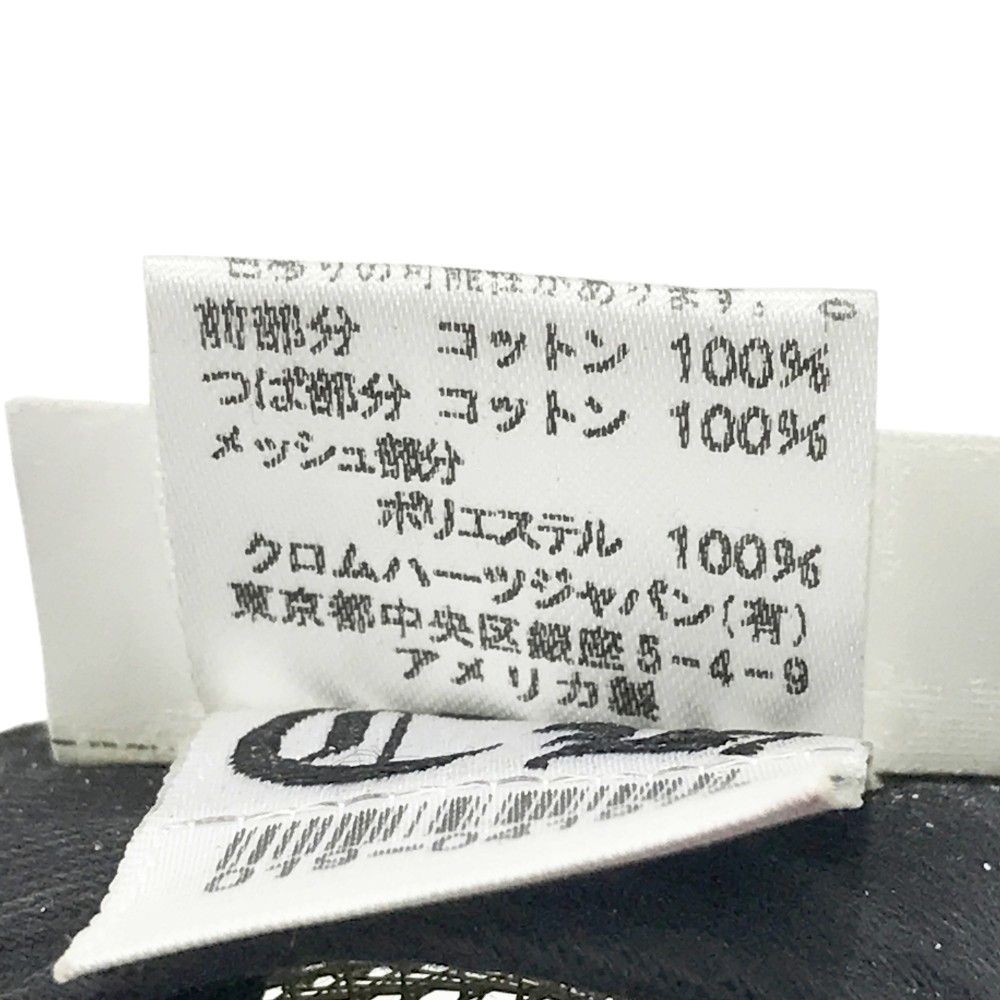 前部分 コットン 100%
つば部分 コットン 100%
メッシュ部分
ポリエステル 100%
クロムハーツジャパン(有)
東京都中央区銀座5-4-9
アメリカ製